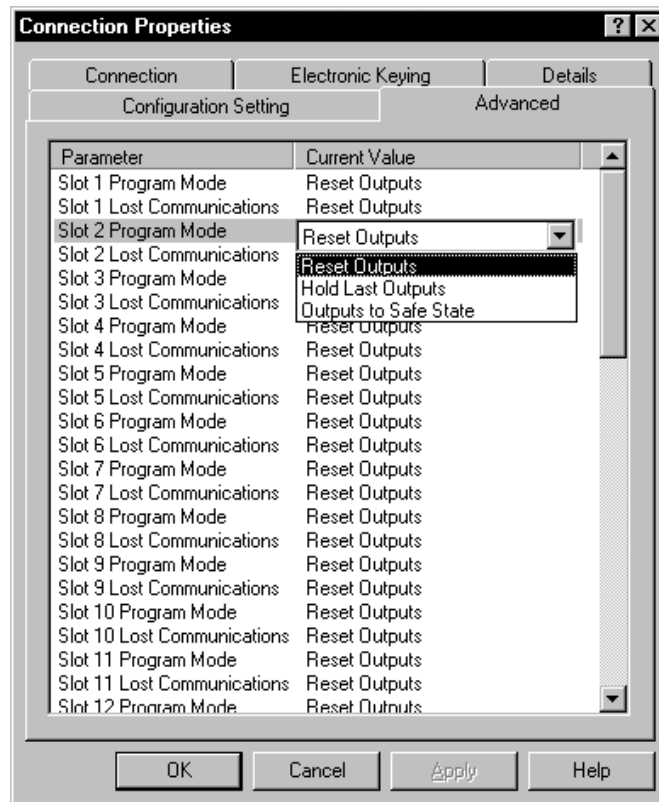 Connection Properties
? ×
Connection Electronic Keying Details
Configuration Setting Advanced
Parameter Current Value
Slot 1 Program Mode Reset Outputs
Slot 1 Lost Communications Reset Outputs
Slot 2 Program Mode Reset Outputs
Slot 2 Lost Communications Reset Outputs
Slot 3 Program Mode Hold Last Outputs
Slot 3 Lost Communications Outputs to Safe State
Slot 4 Program Mode Reset Outputs
Slot 4 Lost Communications Reset Outputs
Slot 5 Program Mode Reset Outputs
Slot 5 Lost Communications Reset Outputs
Slot 6 Program Mode Reset Outputs
Slot 6 Lost Communications Reset Outputs
Slot 7 Program Mode Reset Outputs
Slot 7 Lost Communications Reset Outputs
Slot 8 Program Mode Reset Outputs
Slot 8 Lost Communications Reset Outputs
Slot 9 Program Mode Reset Outputs
Slot 9 Lost Communications Reset Outputs
Slot 10 Program Mode Reset Outputs
Slot 10 Lost Communications Reset Outputs
Slot 11 Program Mode Reset Outputs
Slot 11 Lost Communications Reset Outputs
Slot 12 Program Mode Reset Outputs
OK Cancel Apply Help